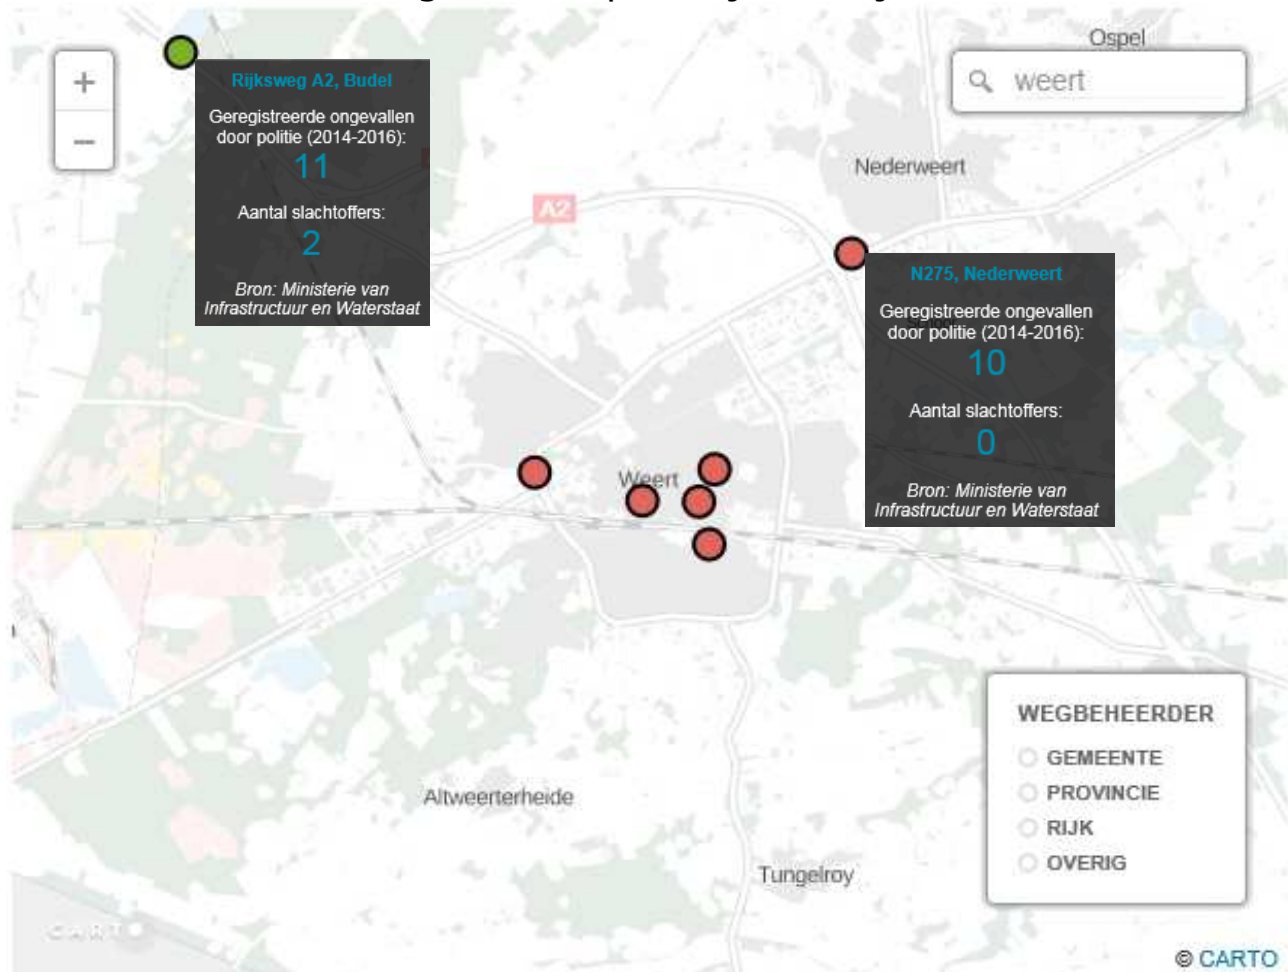 Ospel
+
weert
–
Rijksweg A2, Budel
Geregistreerde ongevallen
door politie (2014-2016):
11
Aantal slachtoffers:
2
Bron: Ministerie van
Infrastructuur en Waterstaat
A2
Nederweert
N275, Nederweert
Geregistreerde ongevallen
door politie (2014-2016):
10
Aantal slachtoffers:
0
Bron: Ministerie van
Infrastructuur en Waterstaat
Weert
WEGBEHEERDER
GEMEENTE
PROVINCIE
RIJK
OVERIG
Altweerterheide
Tungelroy
CARTO
© CARTO